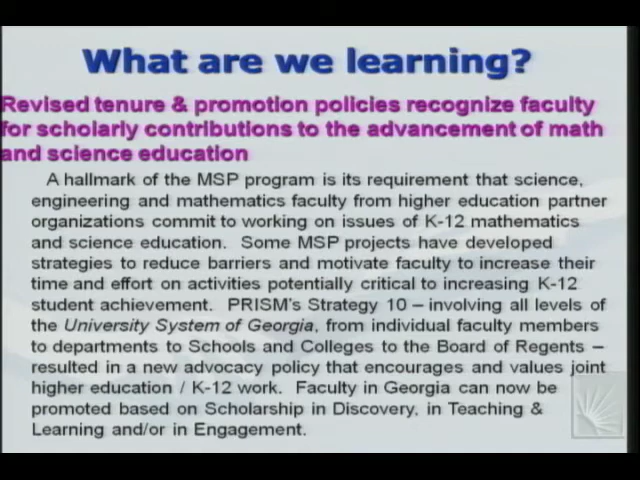 What are we learning?
Revised tenure & promotion policies recognize faculty
for scholarly contributions to the advancement of math
and science education
A hallmark of the MSP program is its requirement that science,
engineering and mathematics faculty from higher education partner
organizations commit to working on issues of K-12 mathematics
and science education. Some MSP projects have developed
strategies to reduce barriers and motivate faculty to increase their
time and effort on activities potentially critical to increasing K-12
student achievement. PRISM's Strategy 10 – involving all levels of
the University System of Georgia, from individual faculty members
to departments to Schools and Colleges to the Board of Regents –
resulted in a new advocacy policy that encourages and values joint
higher education / K-12 work. Faculty in Georgia can now be
promoted based on Scholarship in Discovery, in Teaching &
Learning and/or in Engagement.